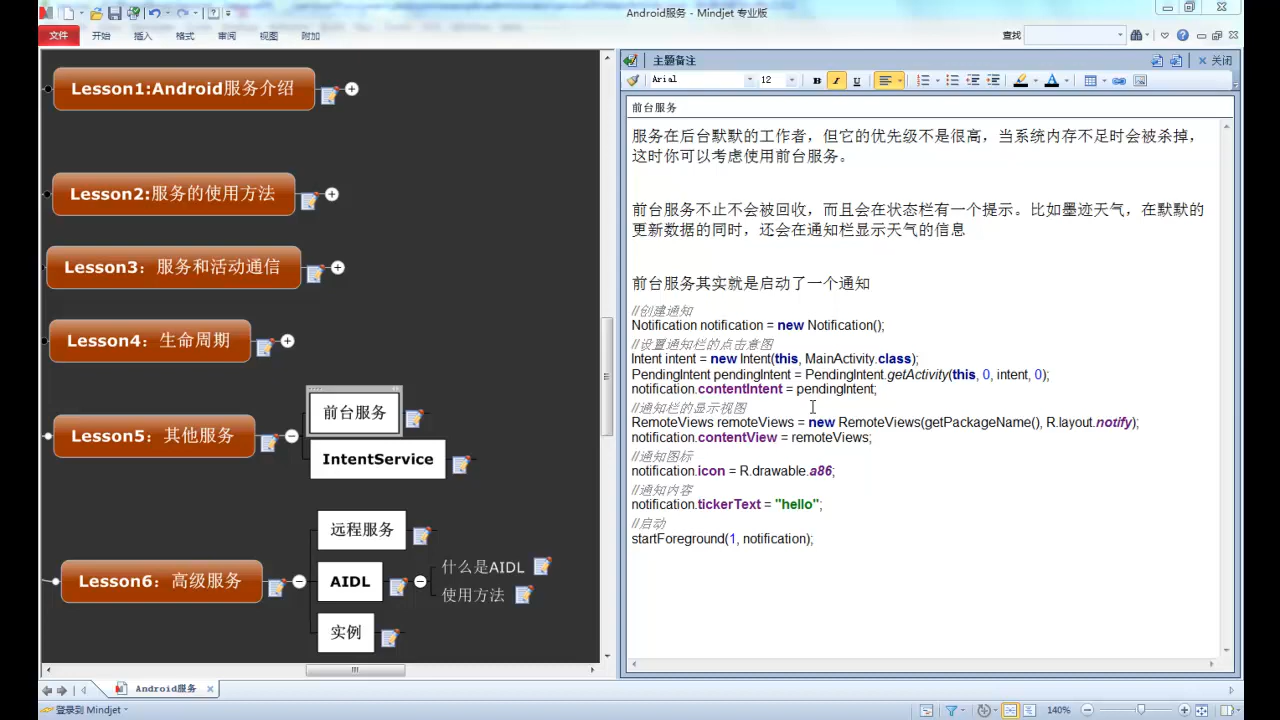 Android服务 - Mindjet 专业版
文件 开始 插入 格式 审阅 视图 附加 查找
Lesson1:Android服务介绍
Lesson2:服务的使用方法
Lesson3：服务和活动通信
Lesson4：生命周期
Lesson5：其他服务
前台服务
IntentService
Lesson6：高级服务
远程服务
AIDL
什么是AIDL
使用方法
实例
主题备注 关闭
Arial 12 B I U
前台服务
服务在后台默默的工作者，但它的优先级不是很高，当系统内存不足时会被杀掉，
这时你可以考虑使用前台服务。
前台服务不止不会被回收，而且会在状态栏有一个提示。比如墨迹天气，在默默的
更新数据的同时，还会在通知栏显示天气的信息
前台服务其实就是启动了一个通知
//创建通知
Notification notification = new Notification();
//设置通知栏的点击意图
Intent intent = new Intent(this, MainActivity.class);
PendingIntent pendingIntent = PendingIntent.getActivity(this, 0, intent, 0);
notification.contentIntent = pendingIntent;
//通知栏的显示视图
RemoteViews remoteViews = new RemoteViews(getPackageName(), R.layout.notify);
notification.contentView = remoteViews;
//通知图标
notification.icon = R.drawable.a86;
//通知内容
notification.tickerText = "hello";
//启动
startForeground(1, notification);
Android服务
登录到 Mindjet
140%